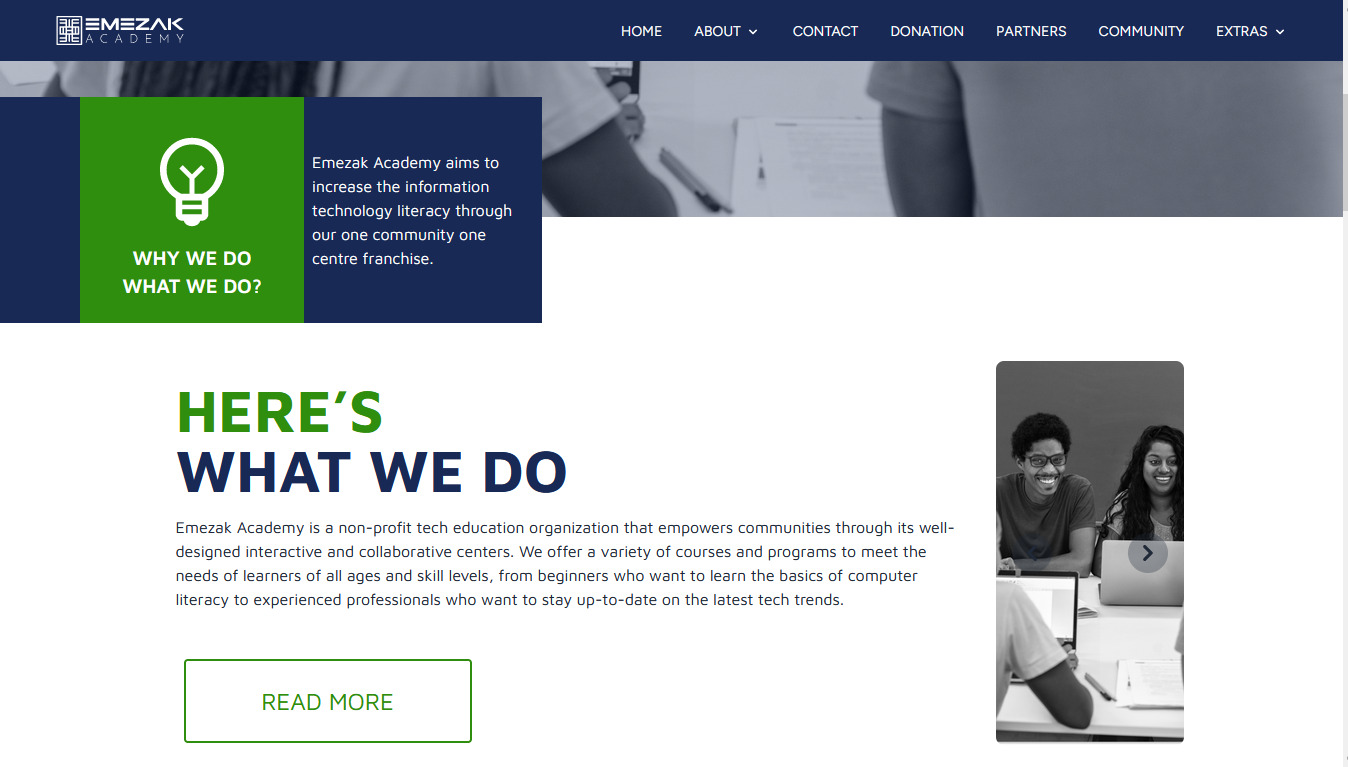 EMEZAK
ACADEMY
HOME
ABOUT
CONTACT
DONATION
PARTNERS
COMMUNITY
EXTRAS
WHY WE DO
WHAT WE DO?
Emezak Academy aims to
increase the information
technology literacy through
our one community one
centre franchise.
HERE’S
WHAT WE DO
Emezak Academy is a non-profit tech education organization that empowers communities through its well-
designed interactive and collaborative centers. We offer a variety of courses and programs to meet the
needs of learners of all ages and skill levels, from beginners who want to learn the basics of computer
literacy to experienced professionals who want to stay up-to-date on the latest tech trends.
READ MORE